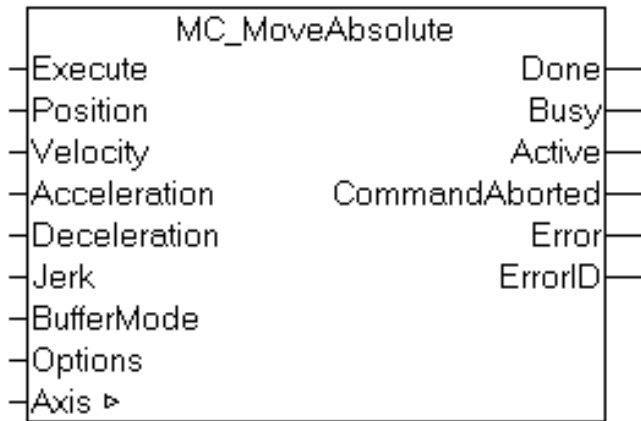 MC_MoveAbsolute
Execute Done
Position Busy
Velocity Active
Acceleration CommandAborted
Deceleration Error
Jerk ErrorID
BufferMode
Options
Axis ▷